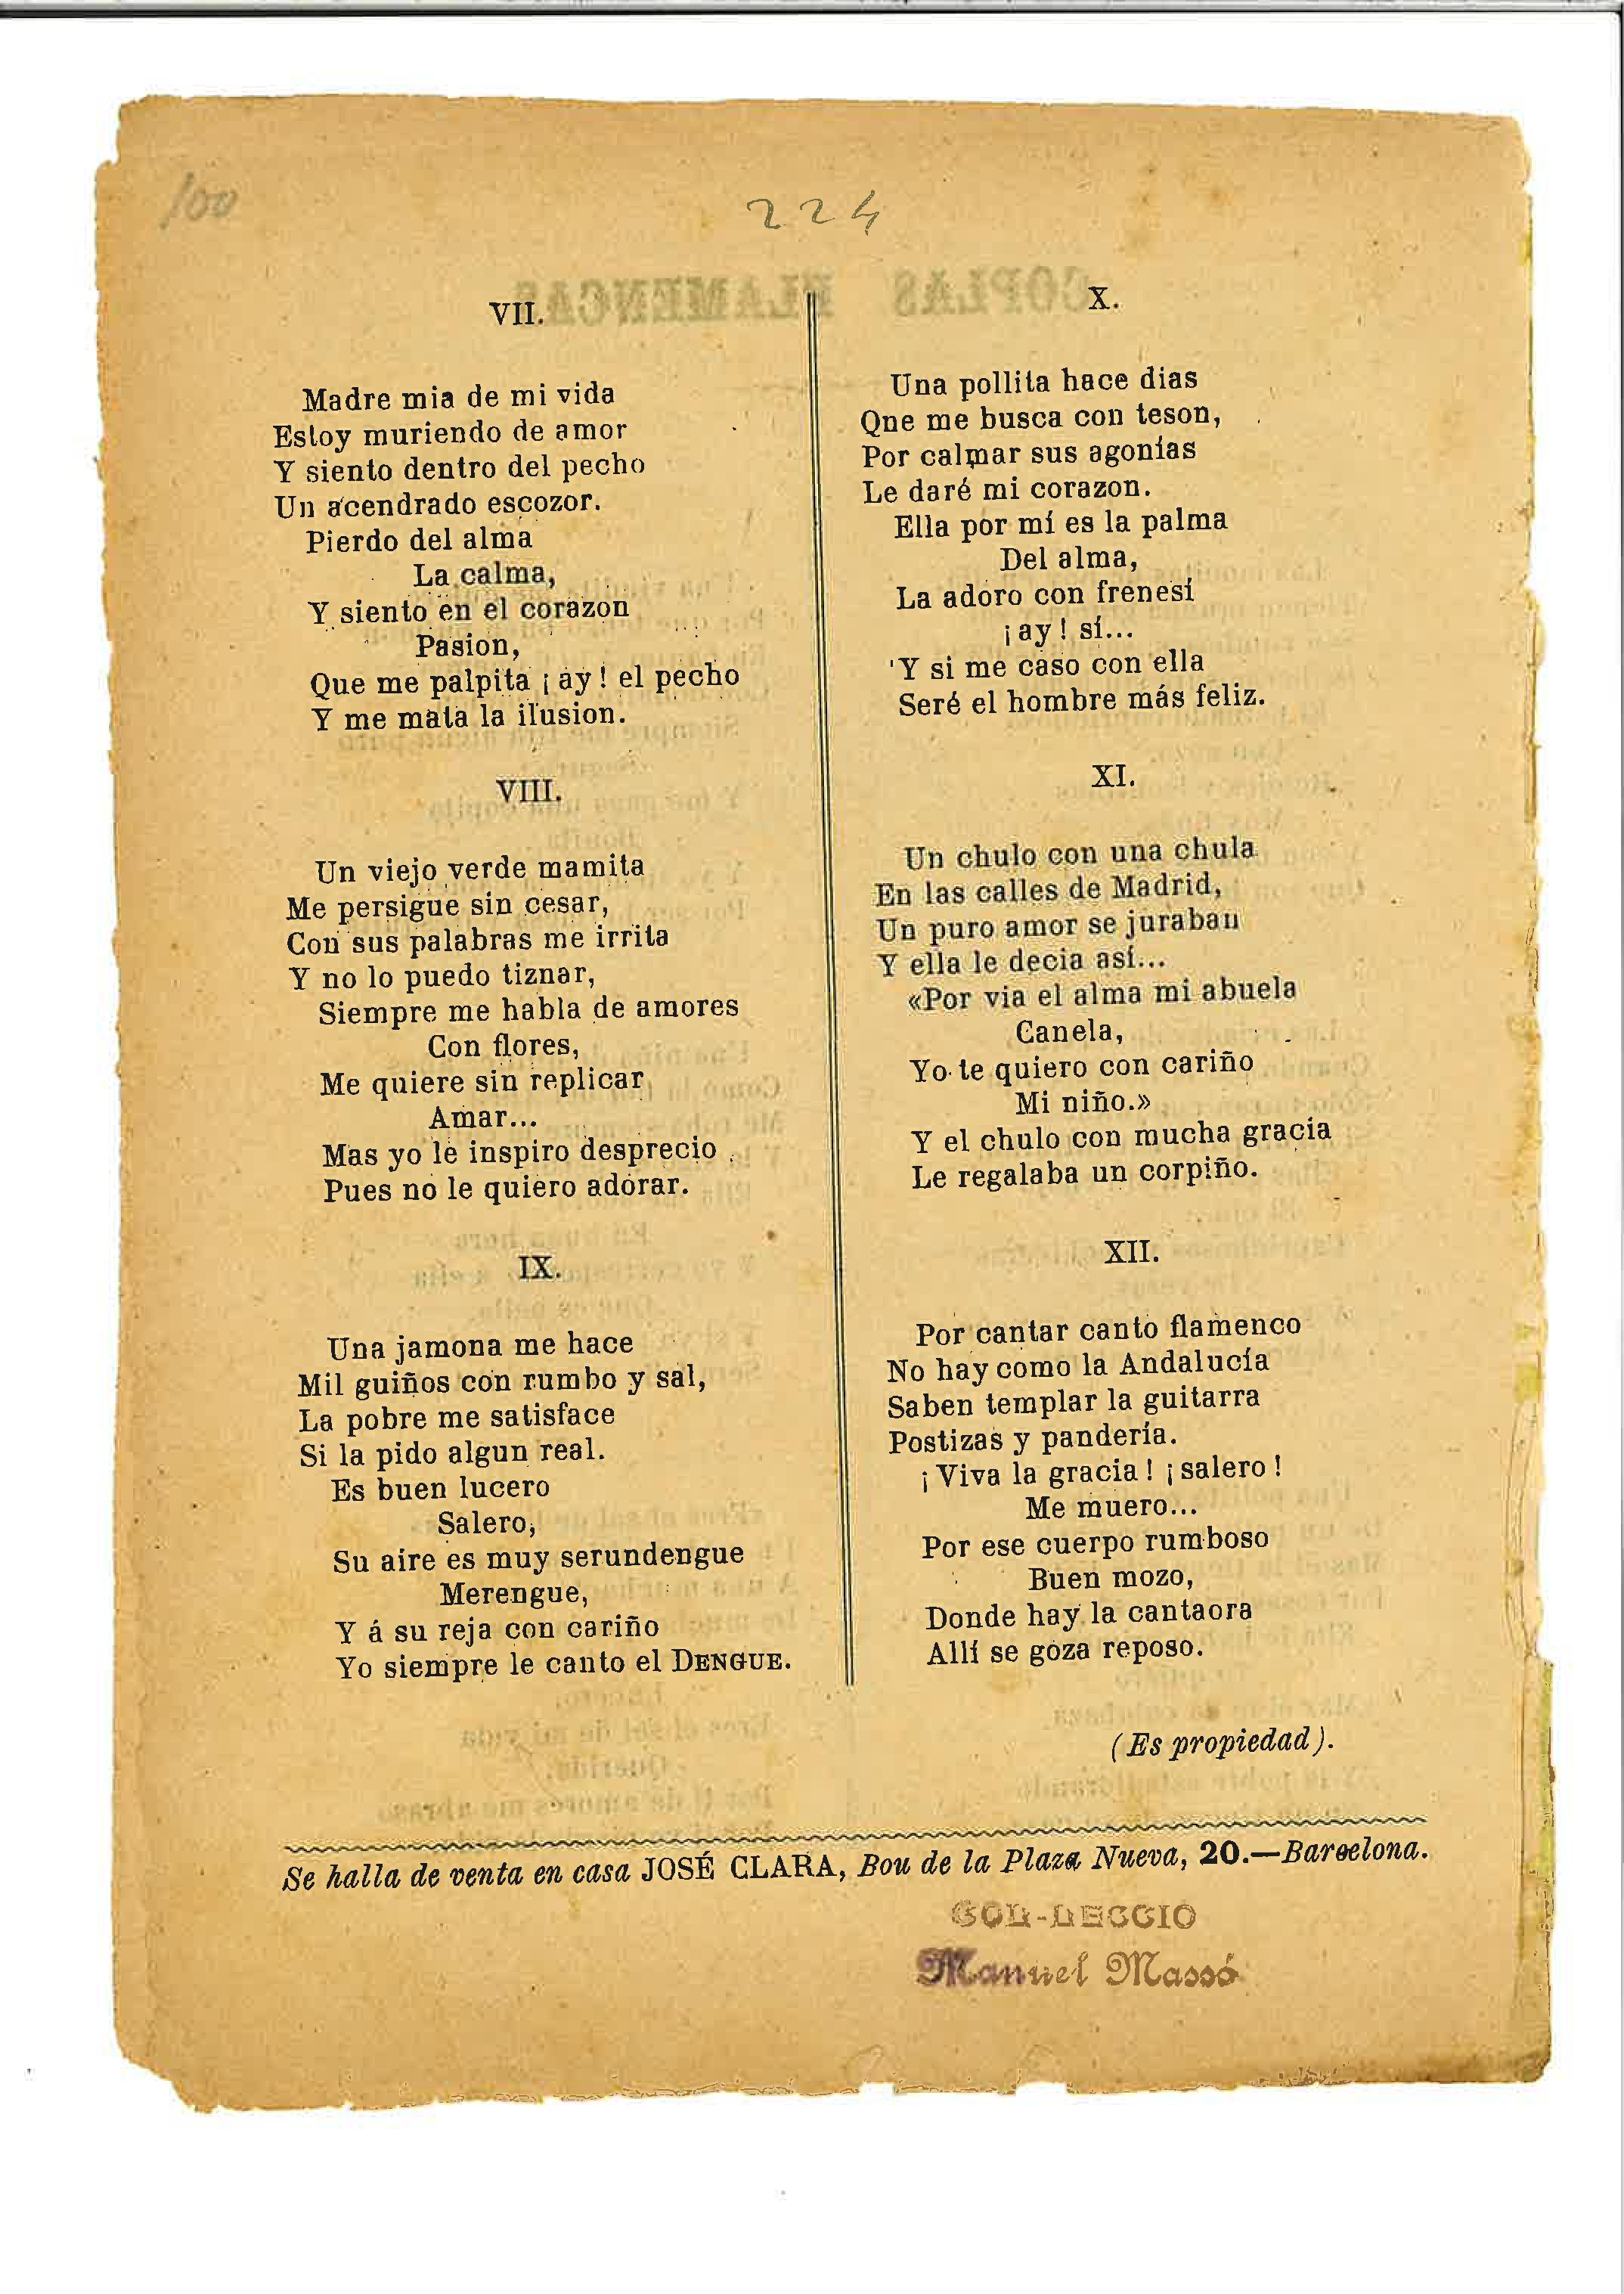 100
224
VII.
Madre mia de mi vida
Estoy muriendo de amor
Y siento dentro del pecho
Un acendrado escozor.
Pierdo del alma
La calma,
Y siento en el corazon
Pasion,
Que me palpita ¡ay! el pecho
Y me mata la ilusion.
VIII.
Un viejo verde mamita
Me persigue sin cesar,
Con sus palabras me irrita
Y no lo puedo tiznar,
Siempre me habla de amores
Con flores,
Me quiere sin replicar
Amar...
Mas yo le inspiro desprecio
Pues no le quiero adorar.
IX.
Una jamona me hace
Mil guiños con rumbo y sal,
La pobre me satisface
Si la pido algun real.
Es buen lucero
Salero,
Su aire es muy serundengue
Merengue,
Y á su reja con cariño
Yo siempre le canto el DENGUE.
X.
Una pollita hace dias
Qne me busca con teson,
Por calmar sus agonías
Le daré mi corazon.
Ella por mí es la palma
Del alma,
La adoro con frenesí
¡ay! sí...
Y si me caso con ella
Seré el hombre más feliz.
XI.
Un chulo con una chula
En las calles de Madrid,
Un puro amor se juraban
Y ella le decia así...
«Por via el alma mi abuela
Canela,
Yo te quiero con cariño
Mi niño.»
Y el chulo con mucha gracia
Le regalaba un corpiño.
XII.
Por cantar canto flamenco
No hay como la Andalucía
Saben templar la guitarra
Postizas y pandería.
¡Viva la gracia! ¡salero!
Me muero...
Por ese cuerpo rumboso
Buen mozo,
Donde hay la cantaora
Allí se goza reposo.
(Es propiedad).
Se halla de venta en casa JOSÉ CLARA, Bou de la Plaza Nueva, 20.—Barcelona.
COL-LECCIO
Manuel Massó